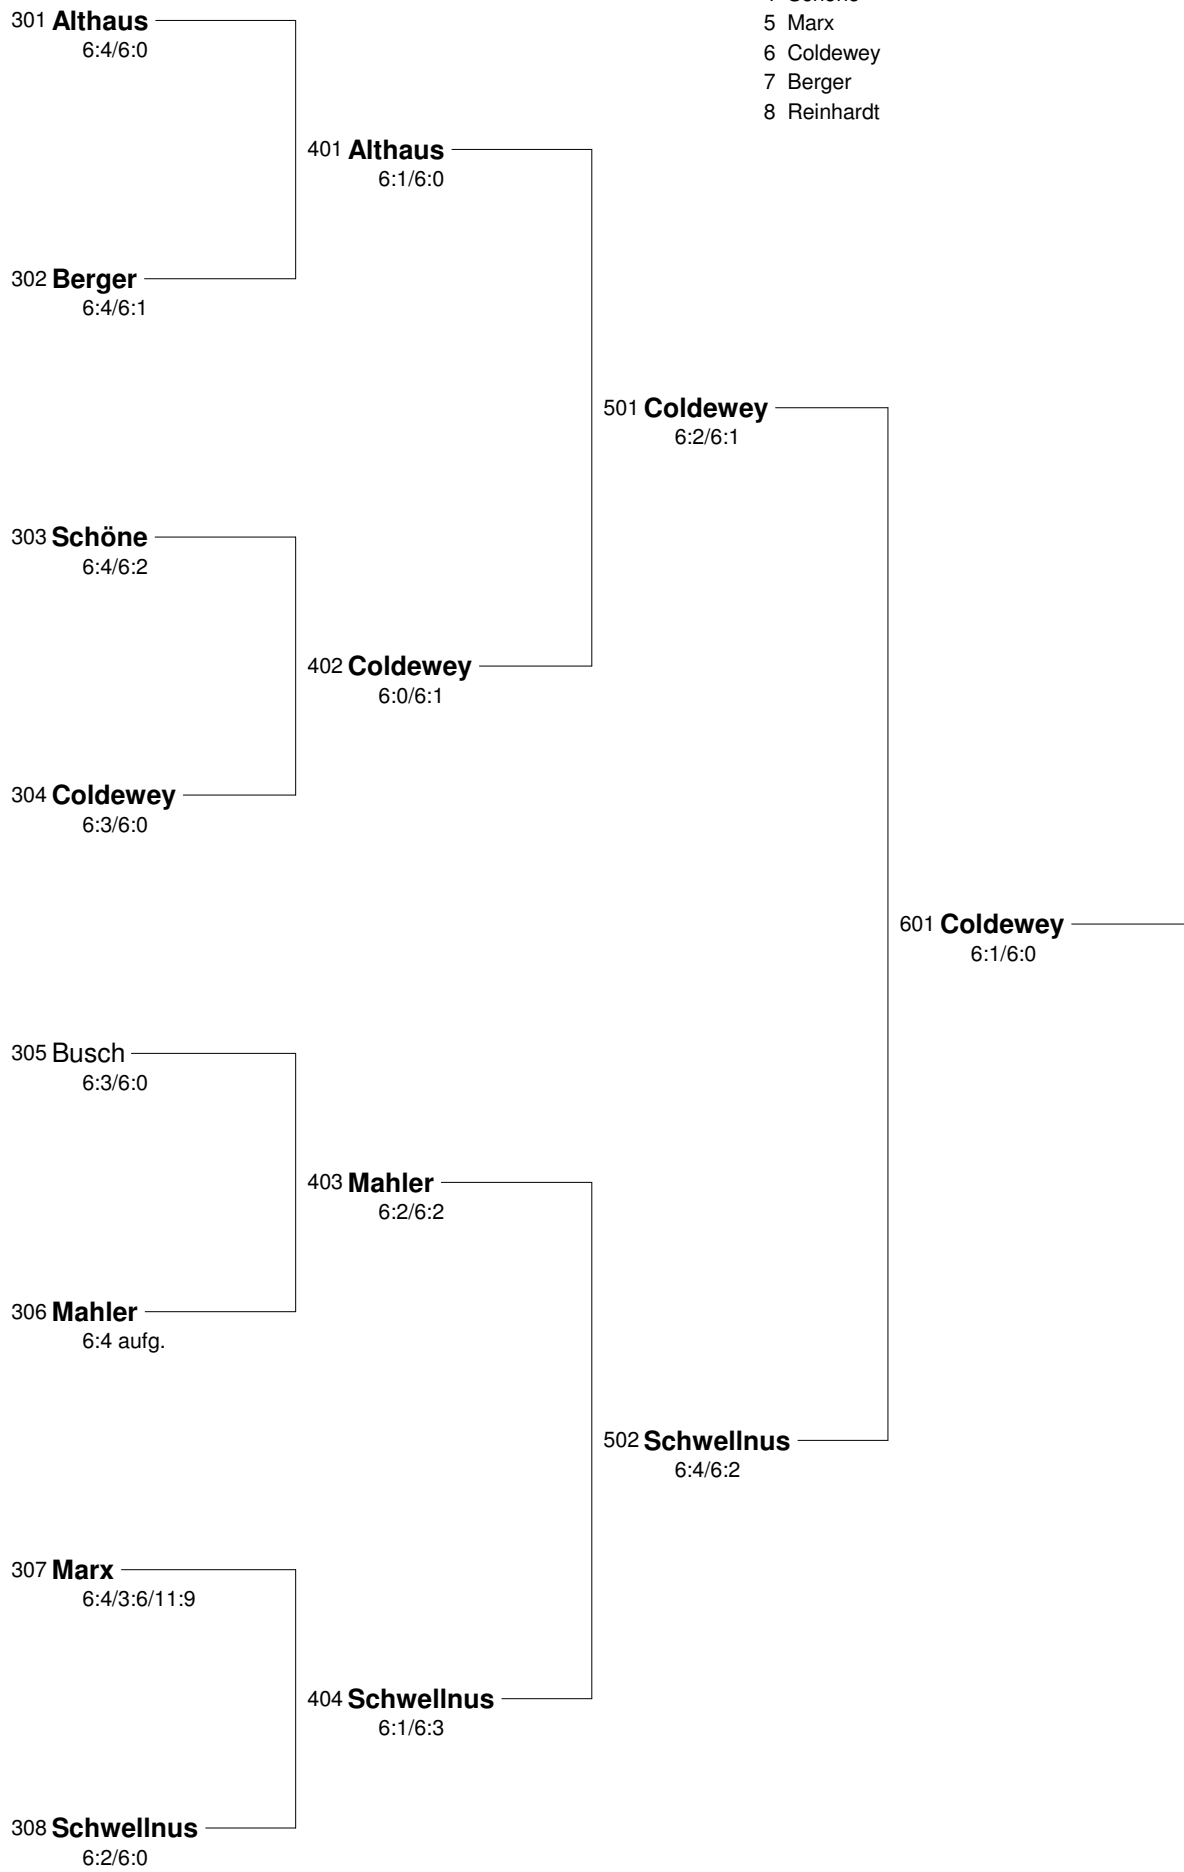 301 Althaus
6:4/6:0
5 Marx
6 Coldewey
7 Berger
8 Reinhardt
401 Althaus
6:1/6:0
302 Berger
6:4/6:1
501 Coldewey
6:2/6:1
303 Schöne
6:4/6:2
402 Coldewey
6:0/6:1
304 Coldewey
6:3/6:0
601 Coldewey
6:1/6:0
305 Busch
6:3/6:0
403 Mahler
6:2/6:2
306 Mahler
6:4 aufg.
502 Schwellnus
6:4/6:2
307 Marx
6:4/3:6/11:9
404 Schwellnus
6:1/6:3
308 Schwellnus
6:2/6:0